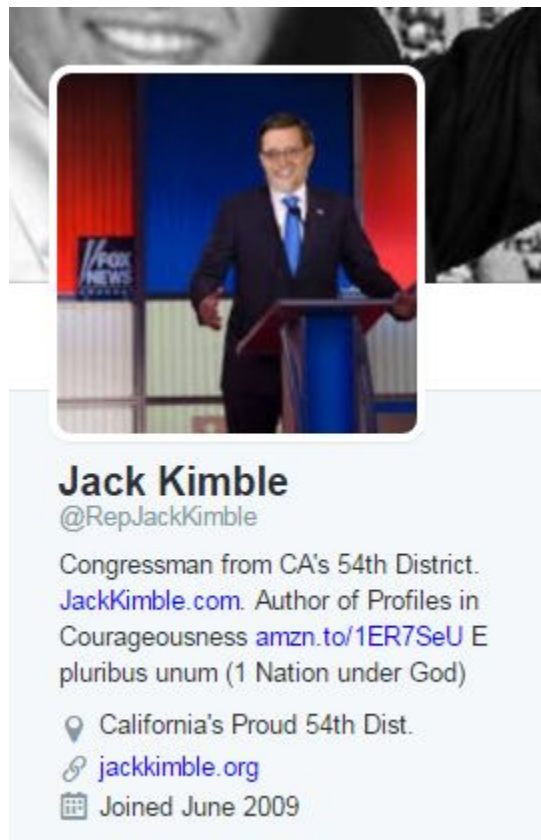 FOX
NEWS
Jack Kimble
@RepJackKimble
Congressman from CA's 54th District.
JackKimble.com. Author of Profiles in
Courageousness amzn.to/1ER7SeU E
pluribus unum (1 Nation under God)
California's Proud 54th Dist.
jackkimble.org
Joined June 2009